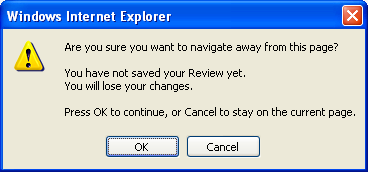 Windows Internet Explorer
Are you sure you want to navigate away from this page?
You have not saved your Review yet.
You will lose your changes.
Press OK to continue, or Cancel to stay on the current page.
OK
Cancel